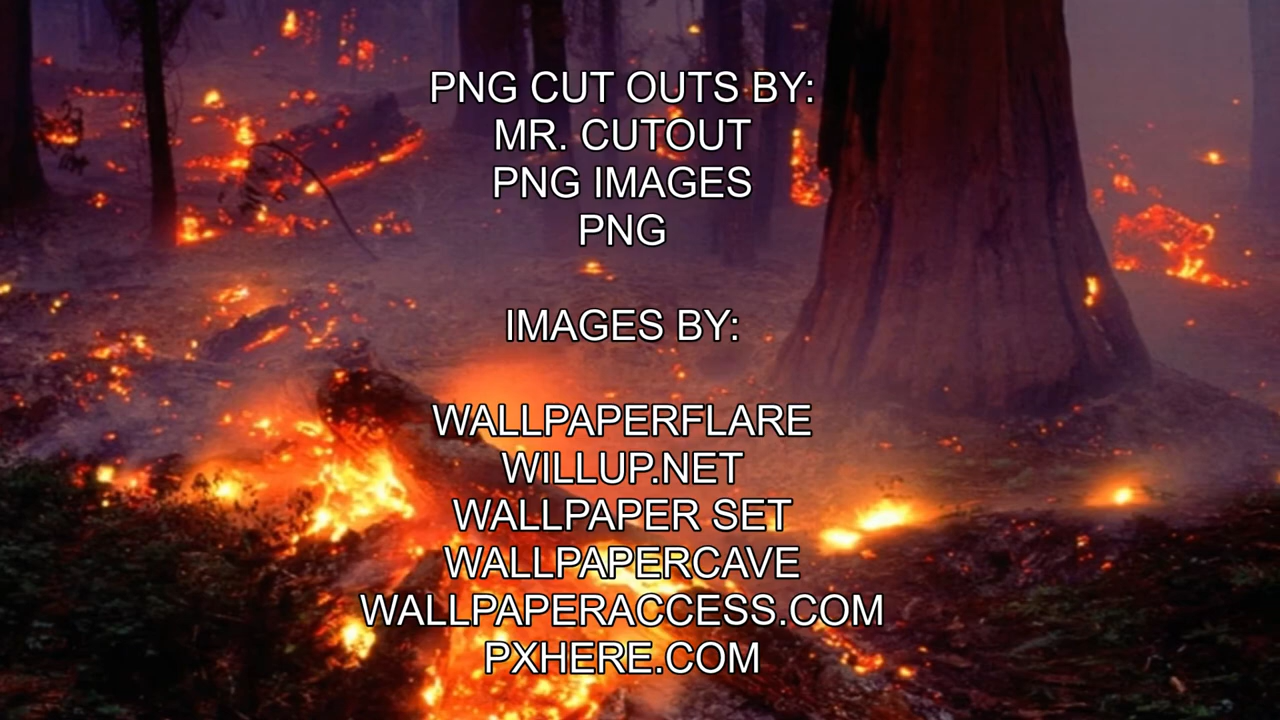 PNG CUT OUTS BY:
MR. CUTOUT
PNG IMAGES
PNG
IMAGES BY:
WALLPAPERFLARE
WILLUP.NET
WALLPAPER SET
WALLPAPERCAVE
WALLPAPERACCESS.COM
PXHERE.COM